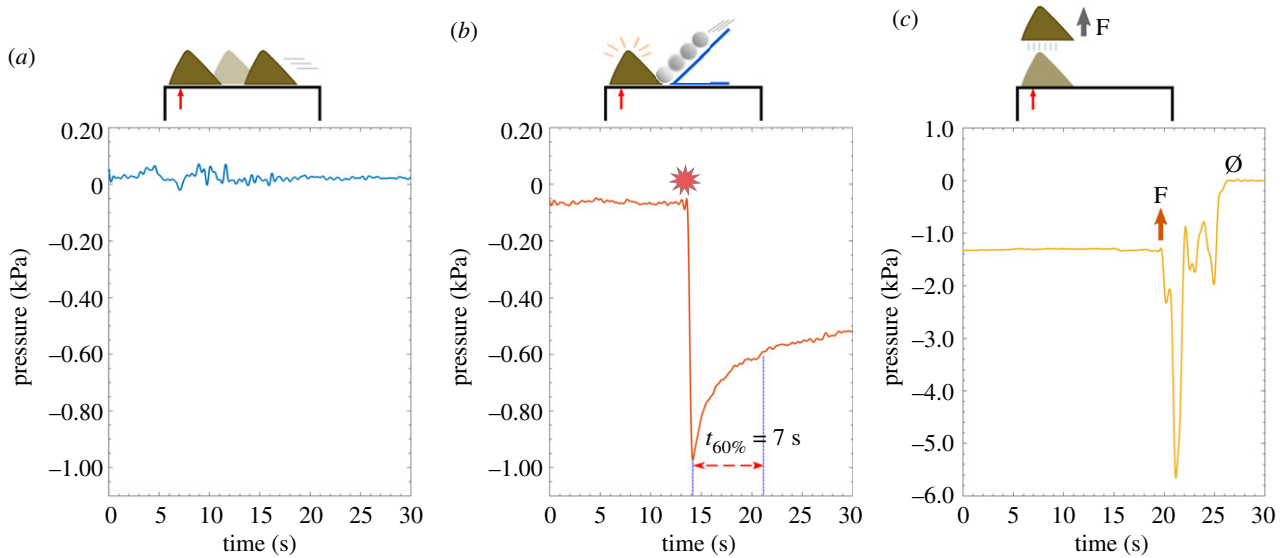 (a)
0.20
0
–0.20
–0.40
–0.60
–0.80
–1.00
pressure (kPa)
0 5 10 15 20 25 30
time (s)
(b)
0.20
0
–0.20
–0.40
–0.60
–0.80
–1.00
pressure (kPa)
t60% = 7 s
0 5 10 15 20 25 30
time (s)
(c)
F
1.0
0
–1.0
–2.0
–3.0
–4.0
–5.0
–6.0
pressure (kPa)
F
Ø
0 5 10 15 20 25 30
time (s)